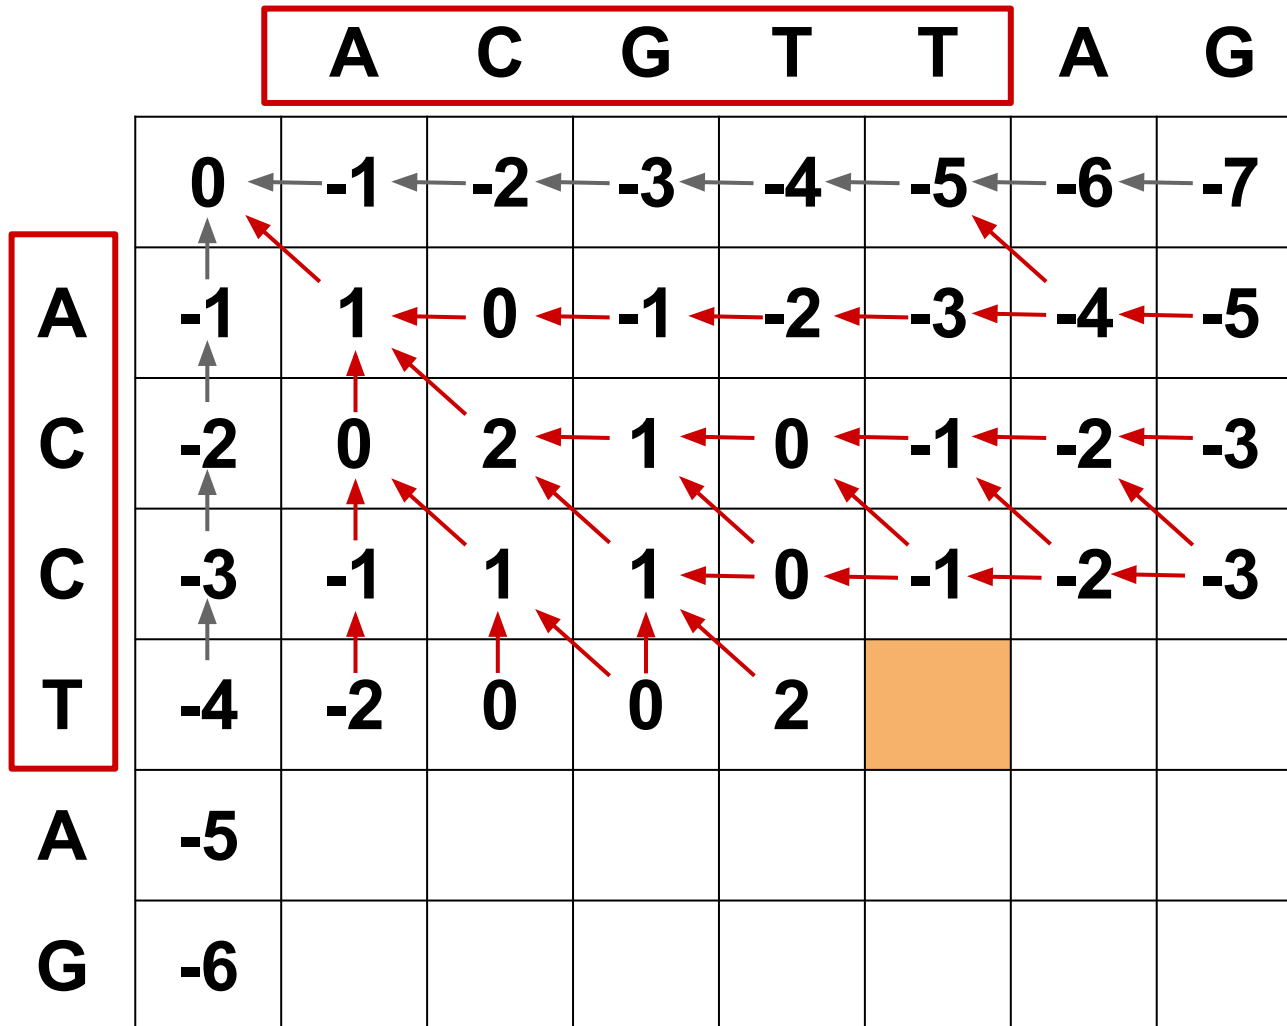 A C G T T A G
0 -1 -2 -3 -4 -5 -6 -7
A -1 1 0 -1 -2 -3 -4 -5
C -2 0 2 1 0 -1 -2 -3
C -3 -1 1 1 0 -1 -2 -3
T -4 -2 0 0 2
A -5
G -6